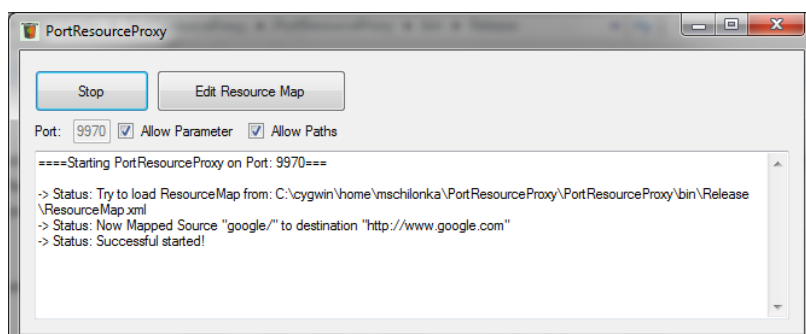 PortResourceProxy
Stop
Edit Resource Map
Port: 9970 Allow Parameter Allow Paths
====Starting PortResourceProxy on Port: 9970===
-> Status: Try to load ResourceMap from: C:\cygwin\home\mschilonka\PortResourceProxy\PortResourceProxy\bin\Release
\ResourceMap.xml
-> Status: Now Mapped Source "google/" to destination "http://www.google.com"
-> Status: Successful started!